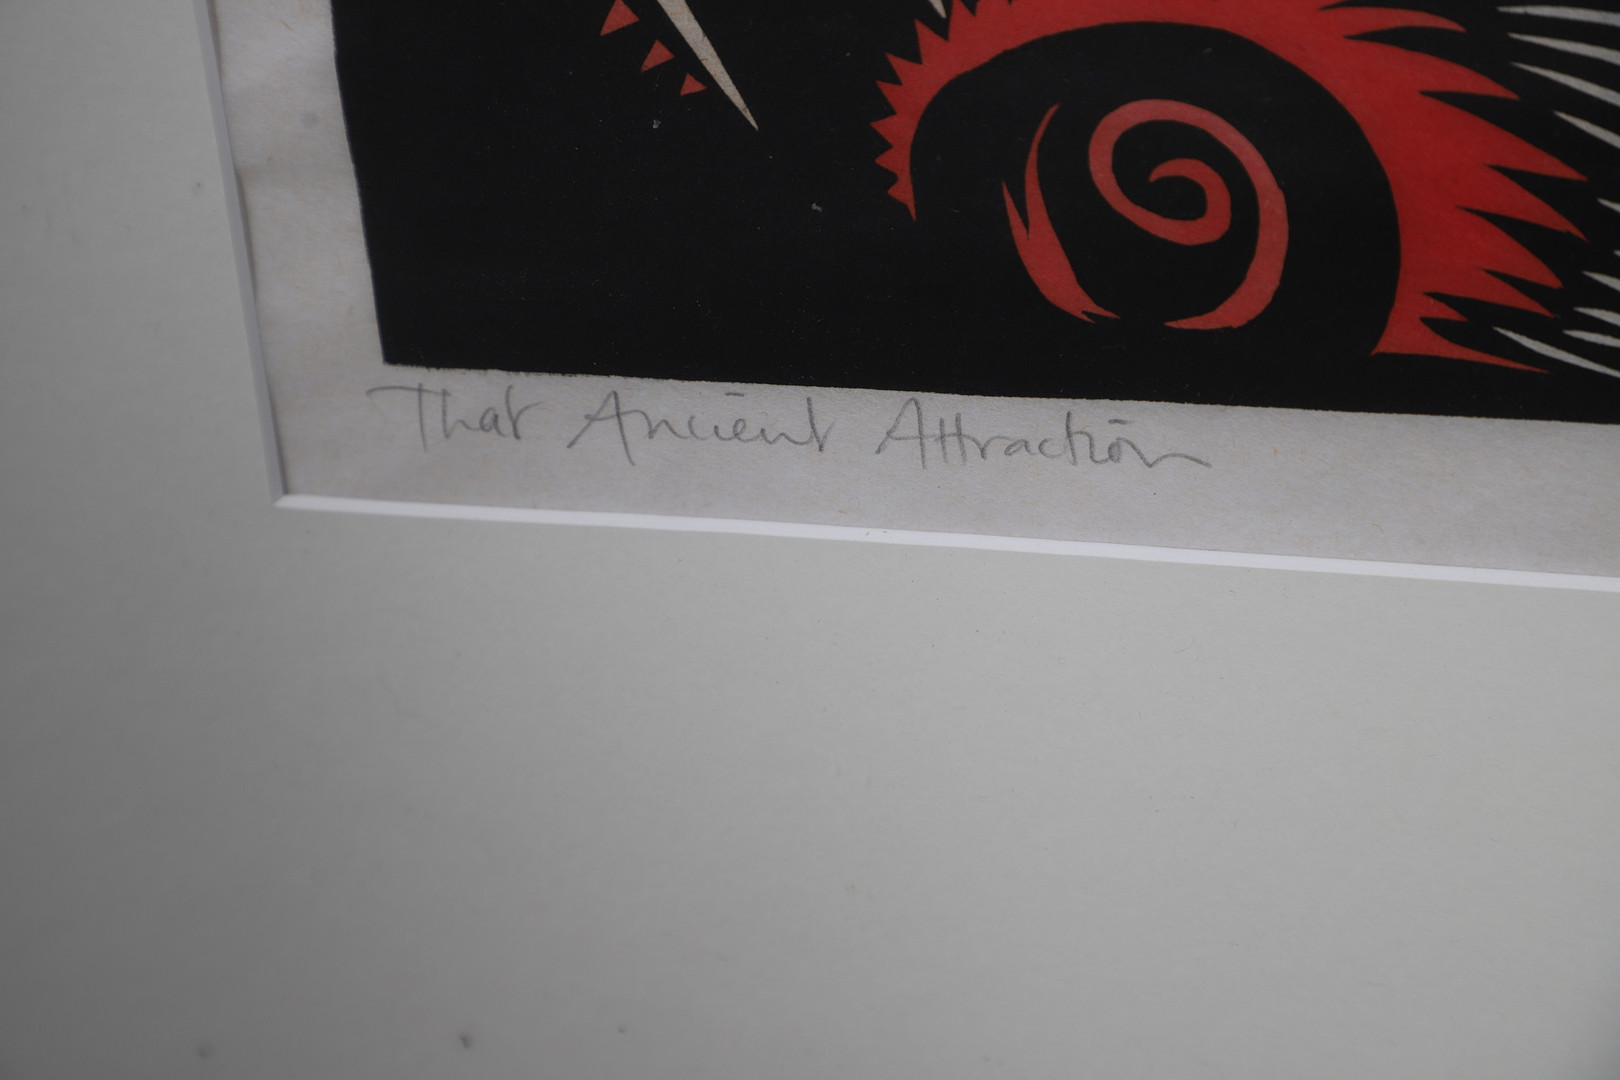 That Ancient Attraction